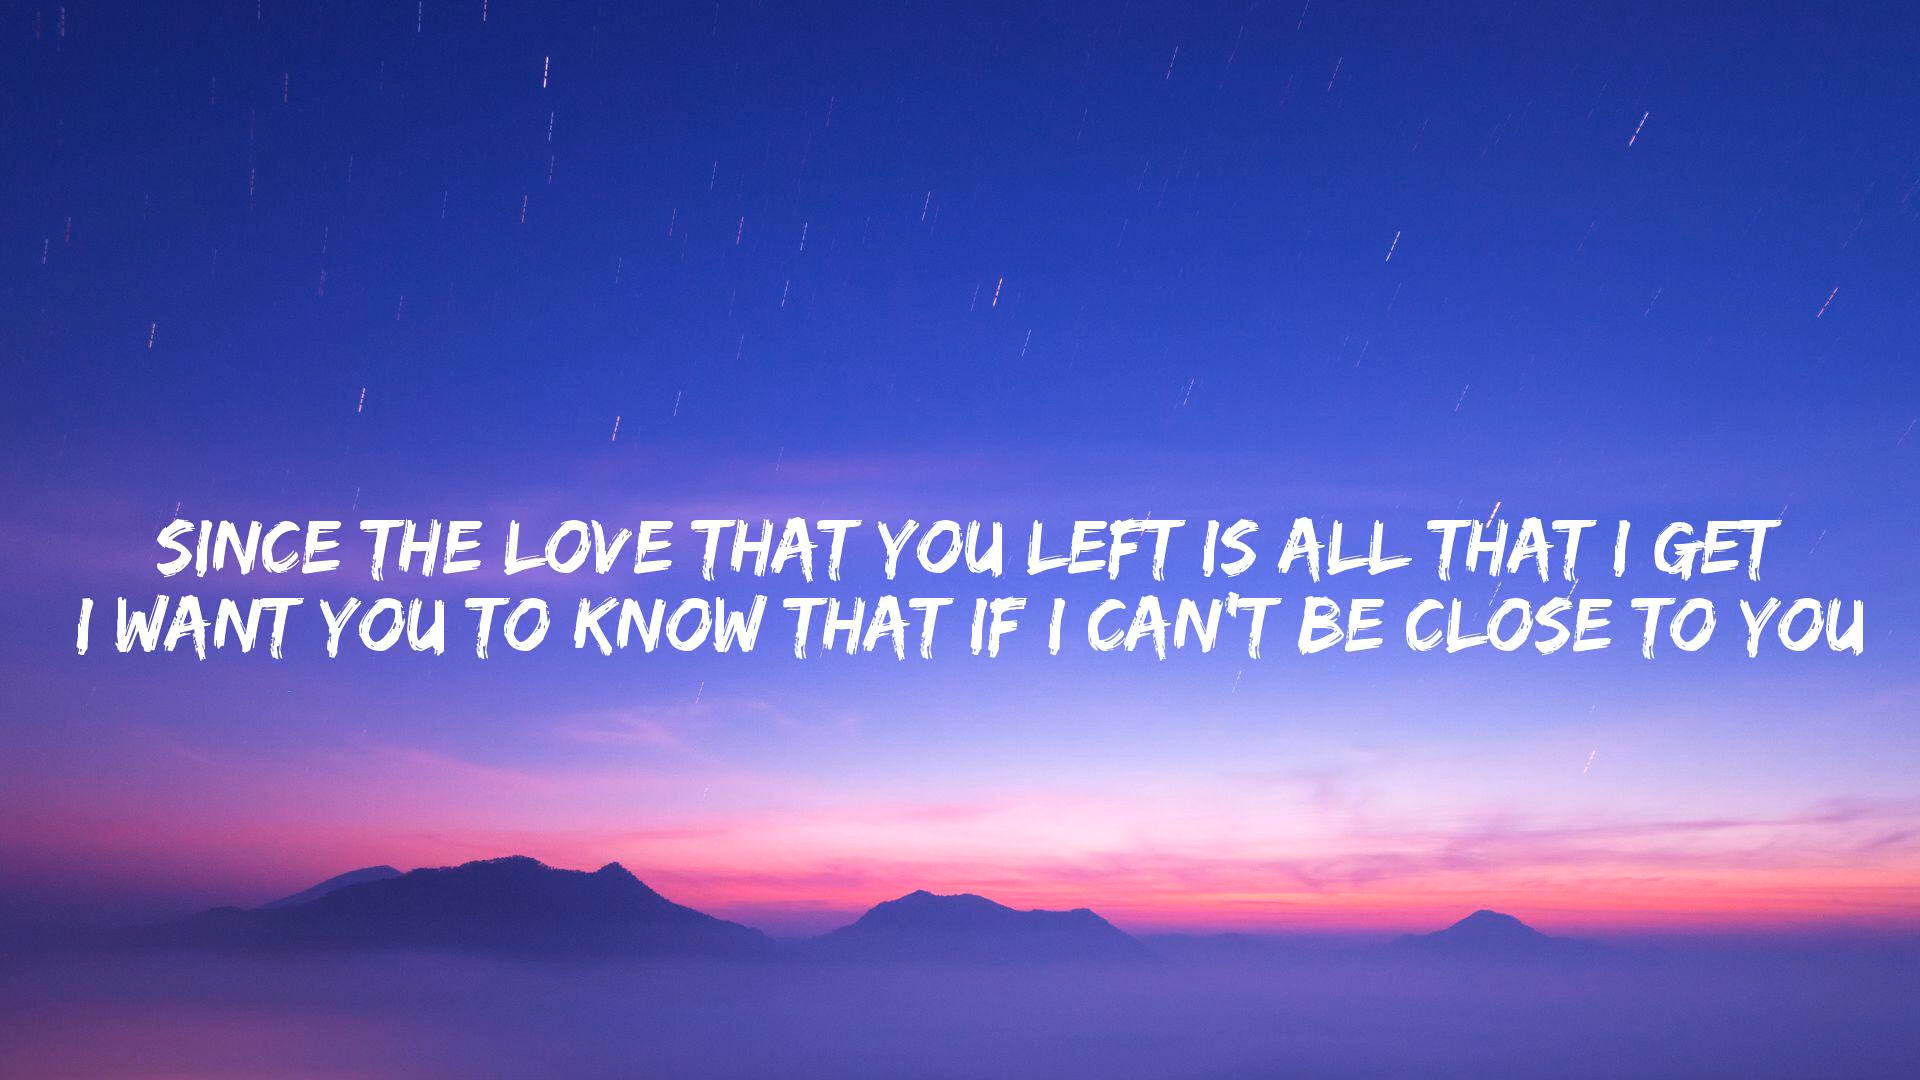 SINCE THE LOVE THAT YOU LEFT IS ALL THAT I GET
I WANT YOU TO KNOW THAT IF I CAN'T BE CLOSE TO YOU